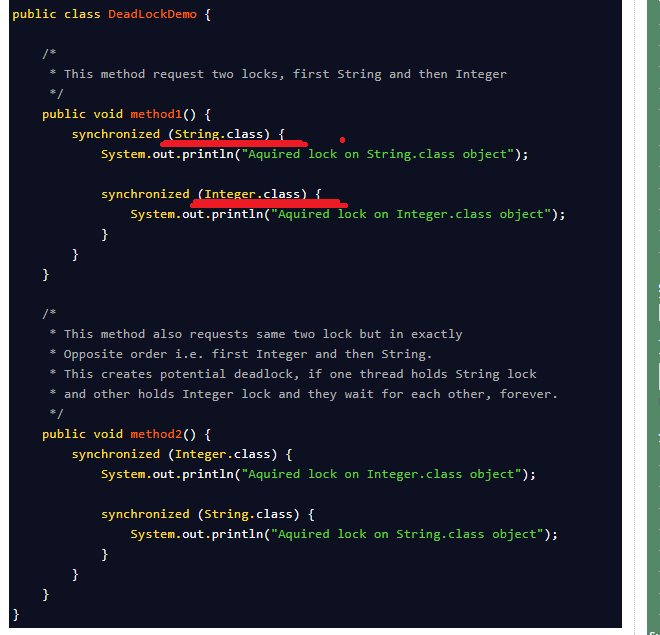 public class DeadLockDemo {
/*
* This method request two locks, first String and then Integer
*/
public void method1() {
synchronized (String.class) {
System.out.println("Aquired lock on String.class object");
synchronized (Integer.class) {
System.out.println("Aquired lock on Integer.class object");
}
}
}
/*
* This method also requests same two lock but in exactly
* Opposite order i.e. first Integer and then String.
* This creates potential deadlock, if one thread holds String lock
* and other holds Integer lock and they wait for each other, forever.
*/
public void method2() {
synchronized (Integer.class) {
System.out.println("Aquired lock on Integer.class object");
synchronized (String.class) {
System.out.println("Aquired lock on String.class object");
}
}
}
}